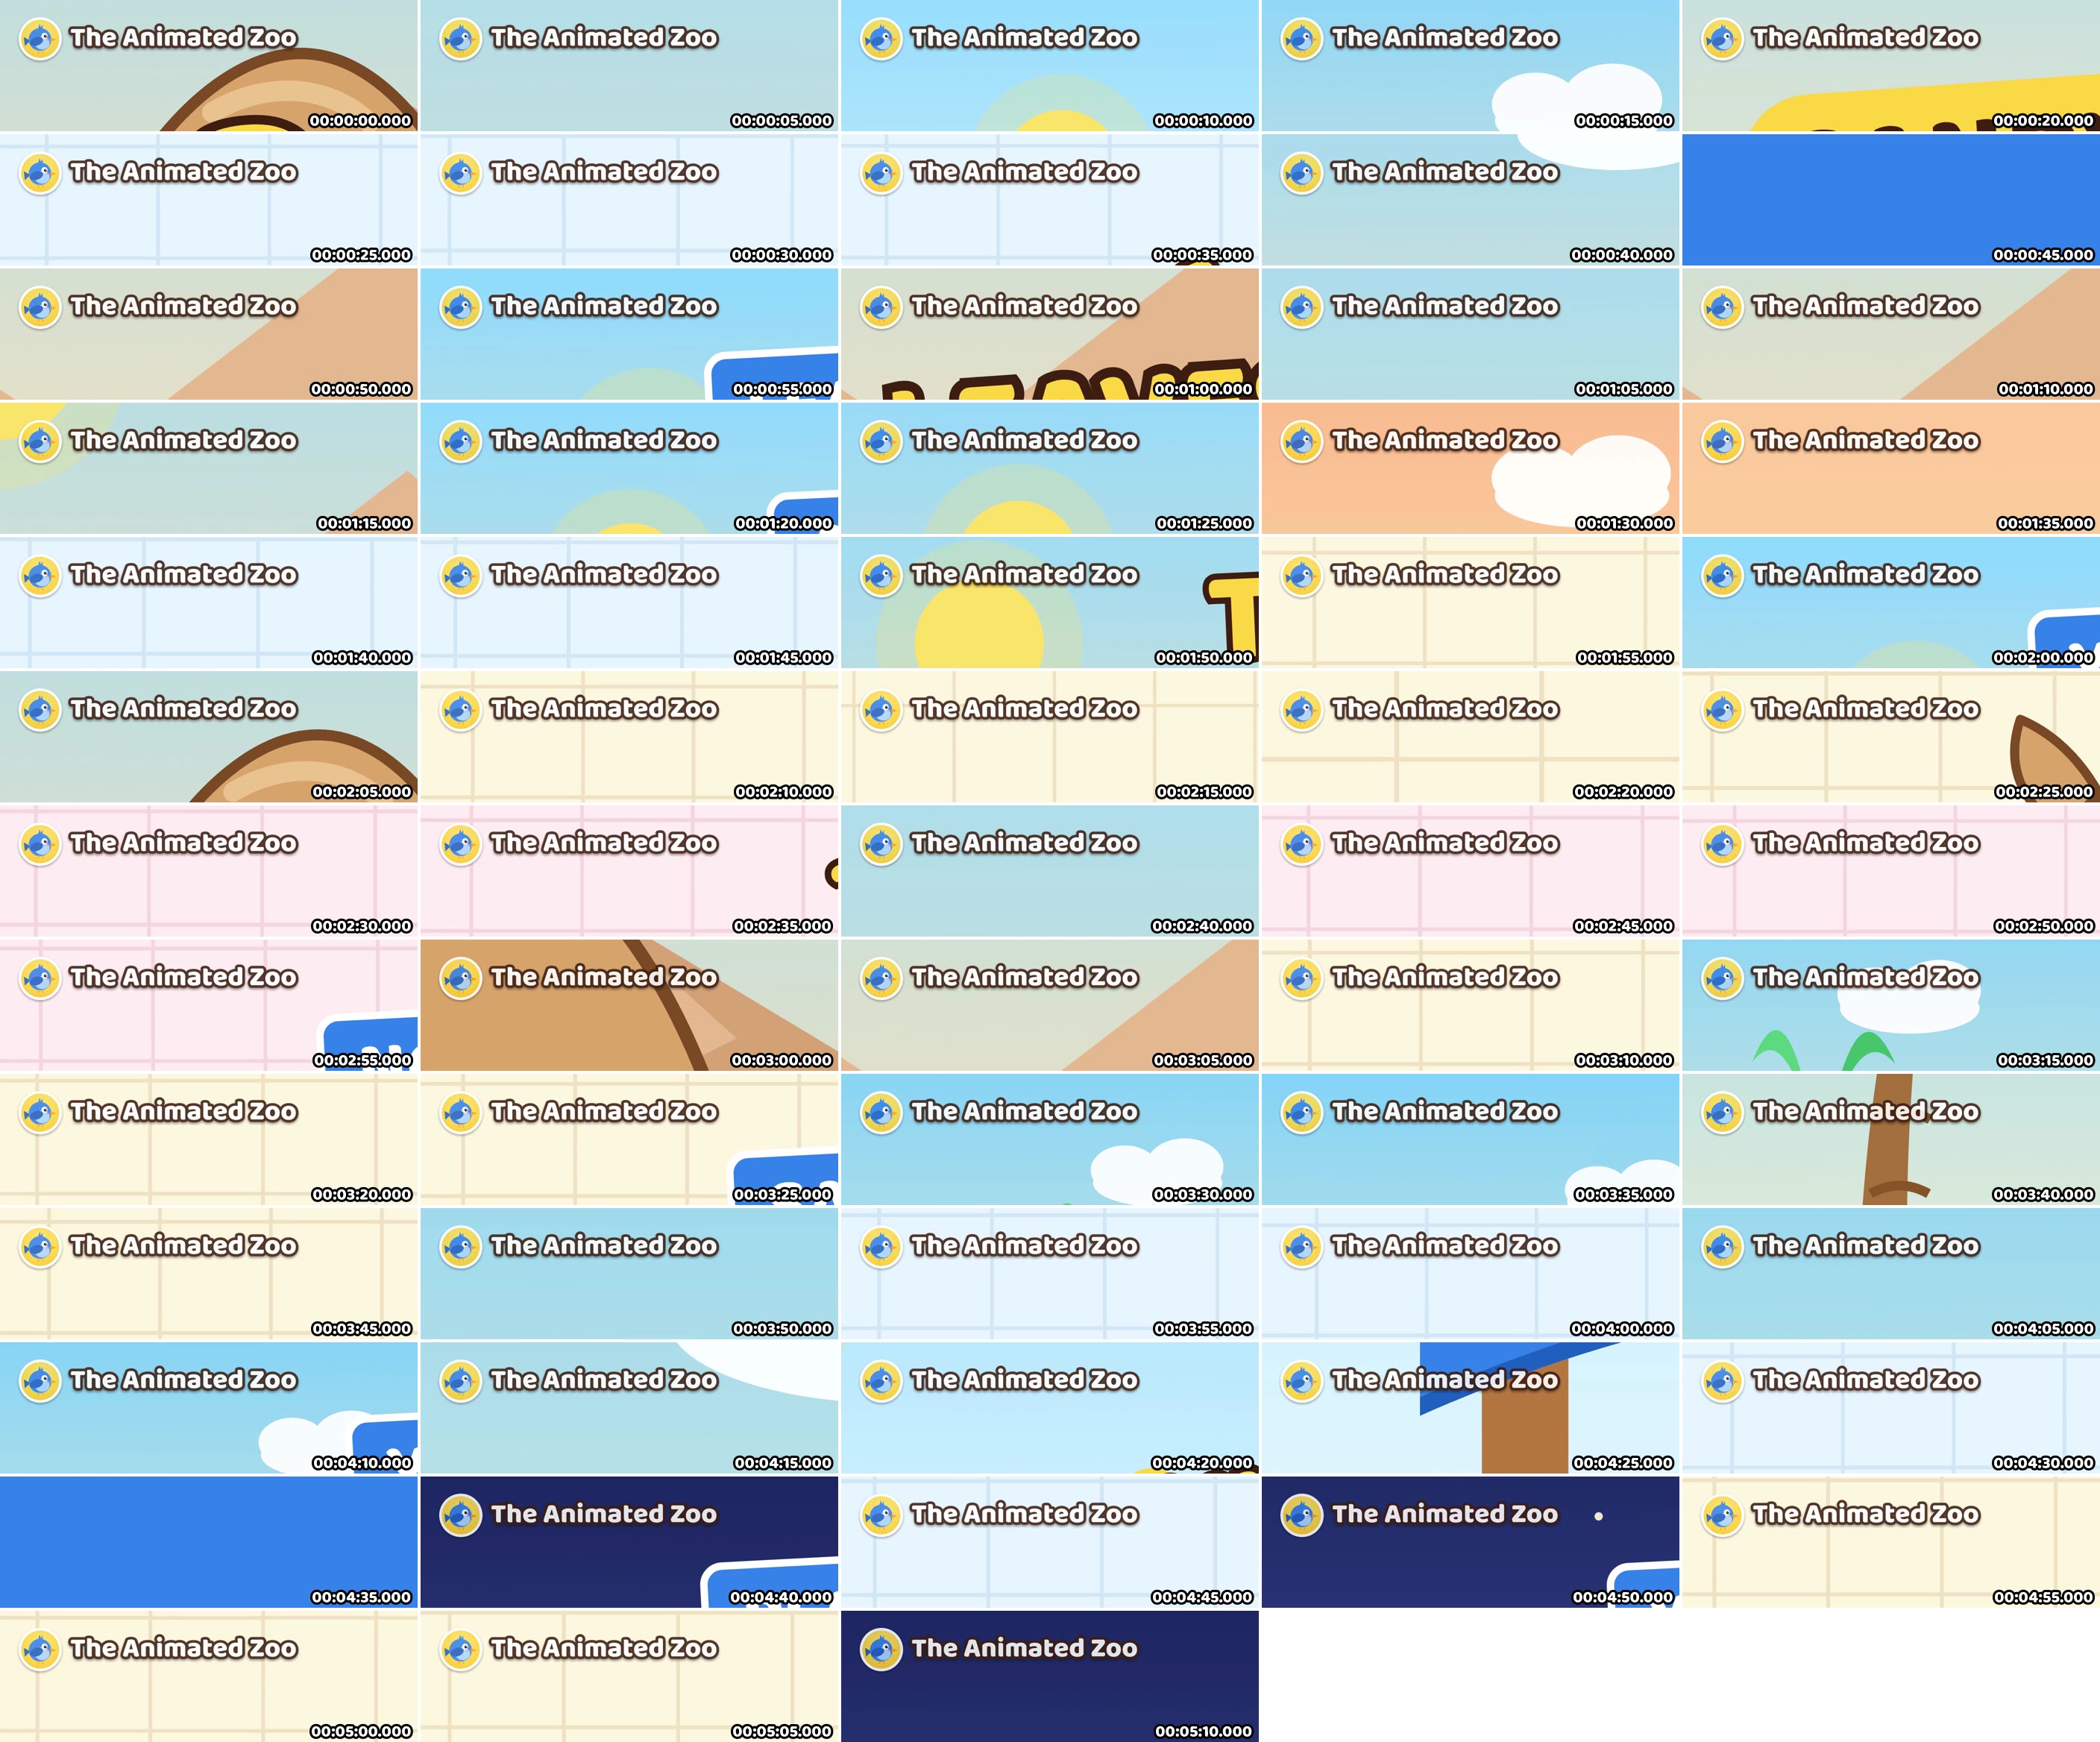 The Animated Zoo
00:00:00.000
The Animated Zoo
00:00:05.000
The Animated Zoo
00:00:10.000
The Animated Zoo
00:00:15.000
The Animated Zoo
00:00:20.000
The Animated Zoo
00:00:25.000
The Animated Zoo
00:00:30.000
The Animated Zoo
00:00:35.000
The Animated Zoo
00:00:40.000
00:00:45.000
The Animated Zoo
00:00:50.000
The Animated Zoo
00:00:55.000
The Animated Zoo
00:01:00.000
The Animated Zoo
00:01:05.000
The Animated Zoo
00:01:10.000
The Animated Zoo
00:01:15.000
The Animated Zoo
00:01:20.000
The Animated Zoo
00:01:25.000
The Animated Zoo
00:01:30.000
The Animated Zoo
00:01:35.000
The Animated Zoo
00:01:40.000
The Animated Zoo
00:01:45.000
The Animated Zoo
00:01:50.000
The Animated Zoo
00:01:55.000
The Animated Zoo
00:02:00.000
The Animated Zoo
00:02:05.000
The Animated Zoo
00:02:10.000
The Animated Zoo
00:02:15.000
The Animated Zoo
00:02:20.000
The Animated Zoo
00:02:25.000
The Animated Zoo
00:02:30.000
The Animated Zoo
00:02:35.000
The Animated Zoo
00:02:40.000
The Animated Zoo
00:02:45.000
The Animated Zoo
00:02:50.000
The Animated Zoo
00:02:55.000
The Animated Zoo
00:03:00.000
The Animated Zoo
00:03:05.000
The Animated Zoo
00:03:10.000
The Animated Zoo
00:03:15.000
The Animated Zoo
00:03:20.000
The Animated Zoo
00:03:25.000
The Animated Zoo
00:03:30.000
The Animated Zoo
00:03:35.000
The Animated Zoo
00:03:40.000
The Animated Zoo
00:03:45.000
The Animated Zoo
00:03:50.000
The Animated Zoo
00:03:55.000
The Animated Zoo
00:04:00.000
The Animated Zoo
00:04:05.000
The Animated Zoo
00:04:10.000
The Animated Zoo
00:04:15.000
The Animated Zoo
00:04:20.000
The Animated Zoo
00:04:25.000
The Animated Zoo
00:04:30.000
00:04:35.000
The Animated Zoo
00:04:40.000
The Animated Zoo
00:04:45.000
The Animated Zoo
00:04:50.000
The Animated Zoo
00:04:55.000
The Animated Zoo
00:05:00.000
The Animated Zoo
00:05:05.000
The Animated Zoo
00:05:10.000